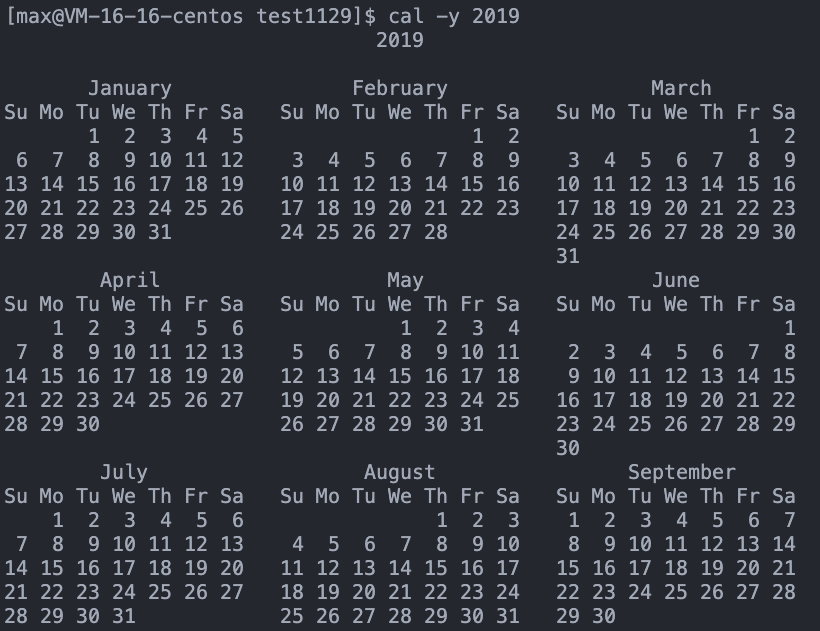 [max@VM-16-16-centos test1129]$ cal -y 2019
                               2019

       January               February                 March
Su Mo Tu We Th Fr Sa   Su Mo Tu We Th Fr Sa   Su Mo Tu We Th Fr Sa
       1  2  3  4  5                   1  2                   1  2
 6  7  8  9 10 11 12    3  4  5  6  7  8  9    3  4  5  6  7  8  9
13 14 15 16 17 18 19   10 11 12 13 14 15 16   10 11 12 13 14 15 16
20 21 22 23 24 25 26   17 18 19 20 21 22 23   17 18 19 20 21 22 23
27 28 29 30 31         24 25 26 27 28         24 25 26 27 28 29 30
                                              31
        April                   May                   June
Su Mo Tu We Th Fr Sa   Su Mo Tu We Th Fr Sa   Su Mo Tu We Th Fr Sa
    1  2  3  4  5  6             1  2  3  4                      1
 7  8  9 10 11 12 13    5  6  7  8  9 10 11    2  3  4  5  6  7  8
14 15 16 17 18 19 20   12 13 14 15 16 17 18    9 10 11 12 13 14 15
21 22 23 24 25 26 27   19 20 21 22 23 24 25   16 17 18 19 20 21 22
28 29 30               26 27 28 29 30 31      23 24 25 26 27 28 29
                                              30
        July                  August                September
Su Mo Tu We Th Fr Sa   Su Mo Tu We Th Fr Sa   Su Mo Tu We Th Fr Sa
    1  2  3  4  5  6                1  2  3    1  2  3  4  5  6  7
 7  8  9 10 11 12 13    4  5  6  7  8  9 10    8  9 10 11 12 13 14
14 15 16 17 18 19 20   11 12 13 14 15 16 17   15 16 17 18 19 20 21
21 22 23 24 25 26 27   18 19 20 21 22 23 24   22 23 24 25 26 27 28
28 29 30 31            25 26 27 28 29 30 31   29 30